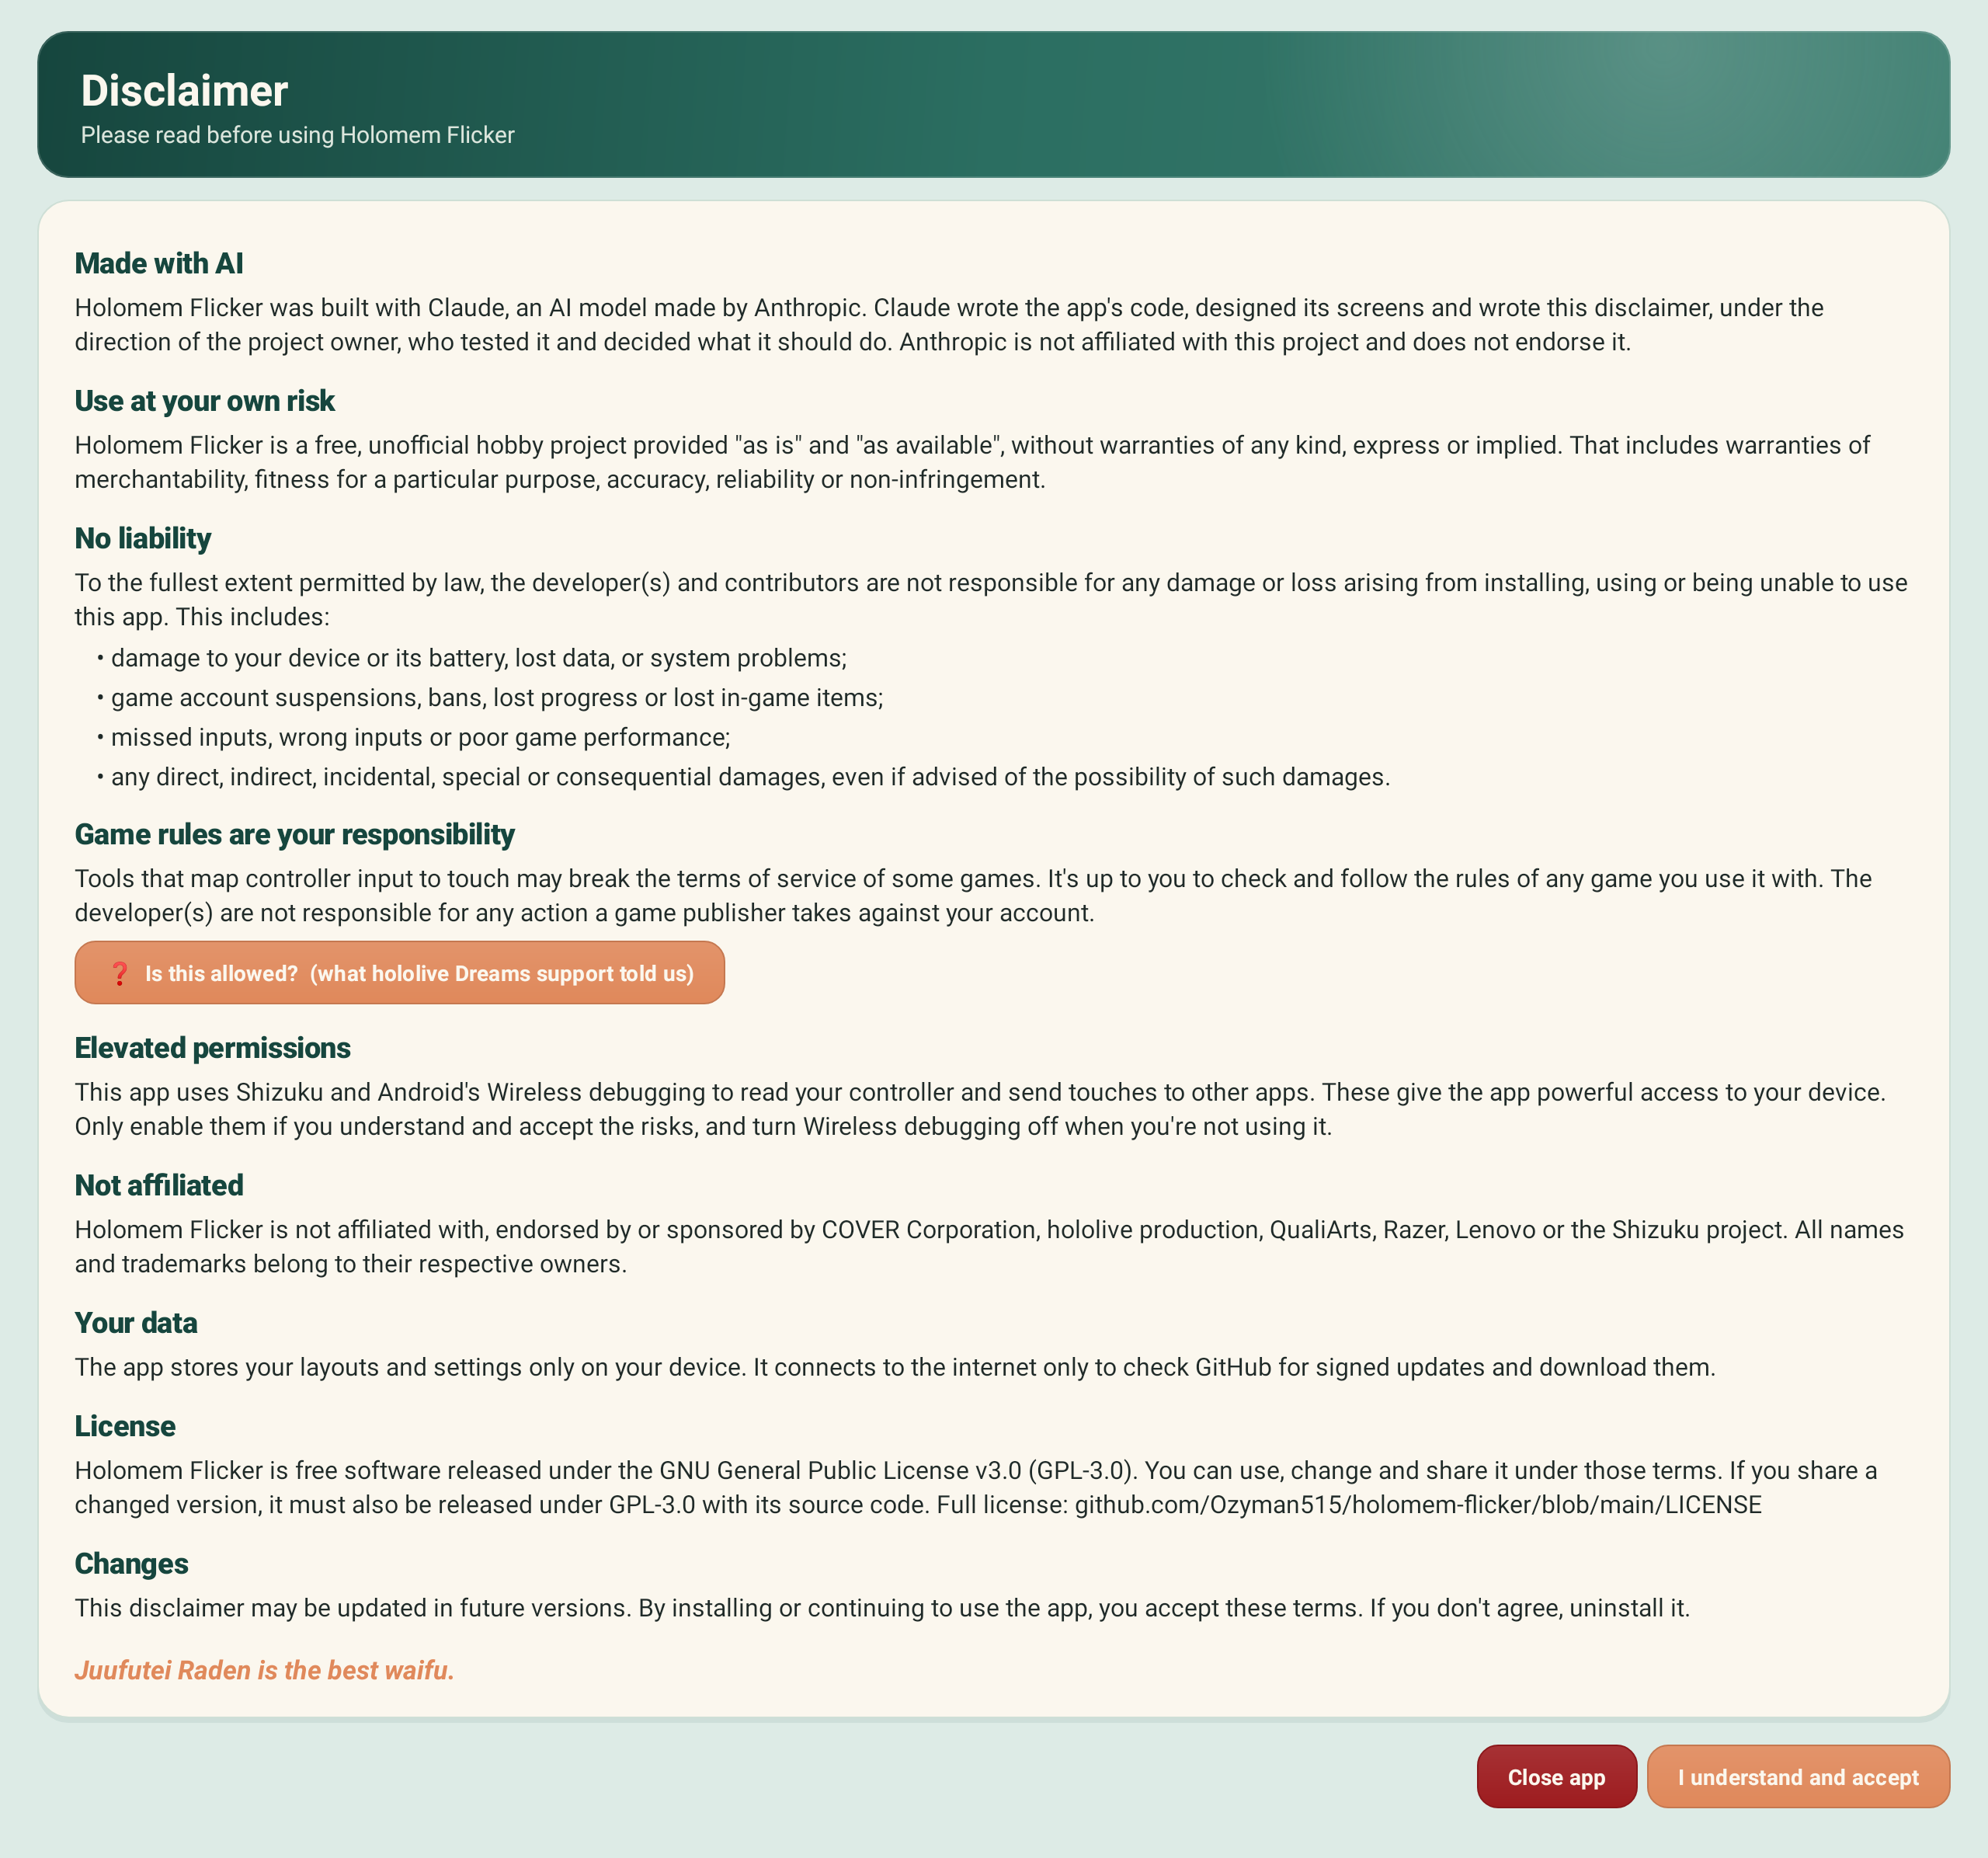 Disclaimer
Please read before using Holomem Flicker
Made with AI
Holomem Flicker was built with Claude, an AI model made by Anthropic. Claude wrote the app's code, designed its screens and wrote this disclaimer, under the
direction of the project owner, who tested it and decided what it should do. Anthropic is not affiliated with this project and does not endorse it.
Use at your own risk
Holomem Flicker is a free, unofficial hobby project provided "as is" and "as available", without warranties of any kind, express or implied. That includes warranties of
merchantability, fitness for a particular purpose, accuracy, reliability or non-infringement.
No liability
To the fullest extent permitted by law, the developer(s) and contributors are not responsible for any damage or loss arising from installing, using or being unable to use
this app. This includes:
• damage to your device or its battery, lost data, or system problems;
• game account suspensions, bans, lost progress or lost in-game items;
• missed inputs, wrong inputs or poor game performance;
• any direct, indirect, incidental, special or consequential damages, even if advised of the possibility of such damages.
Game rules are your responsibility
Tools that map controller input to touch may break the terms of service of some games. It's up to you to check and follow the rules of any game you use it with. The
developer(s) are not responsible for any action a game publisher takes against your account.
❓ Is this allowed? (what hololive Dreams support told us)
Elevated permissions
This app uses Shizuku and Android's Wireless debugging to read your controller and send touches to other apps. These give the app powerful access to your device.
Only enable them if you understand and accept the risks, and turn Wireless debugging off when you're not using it.
Not affiliated
Holomem Flicker is not affiliated with, endorsed by or sponsored by COVER Corporation, hololive production, QualiArts, Razer, Lenovo or the Shizuku project. All names
and trademarks belong to their respective owners.
Your data
The app stores your layouts and settings only on your device. It connects to the internet only to check GitHub for signed updates and download them.
License
Holomem Flicker is free software released under the GNU General Public License v3.0 (GPL-3.0). You can use, change and share it under those terms. If you share a
changed version, it must also be released under GPL-3.0 with its source code. Full license: github.com/Ozyman515/holomem-flicker/blob/main/LICENSE
Changes
This disclaimer may be updated in future versions. By installing or continuing to use the app, you accept these terms. If you don't agree, uninstall it.
Juufutei Raden is the best waifu.
Close app
I understand and accept